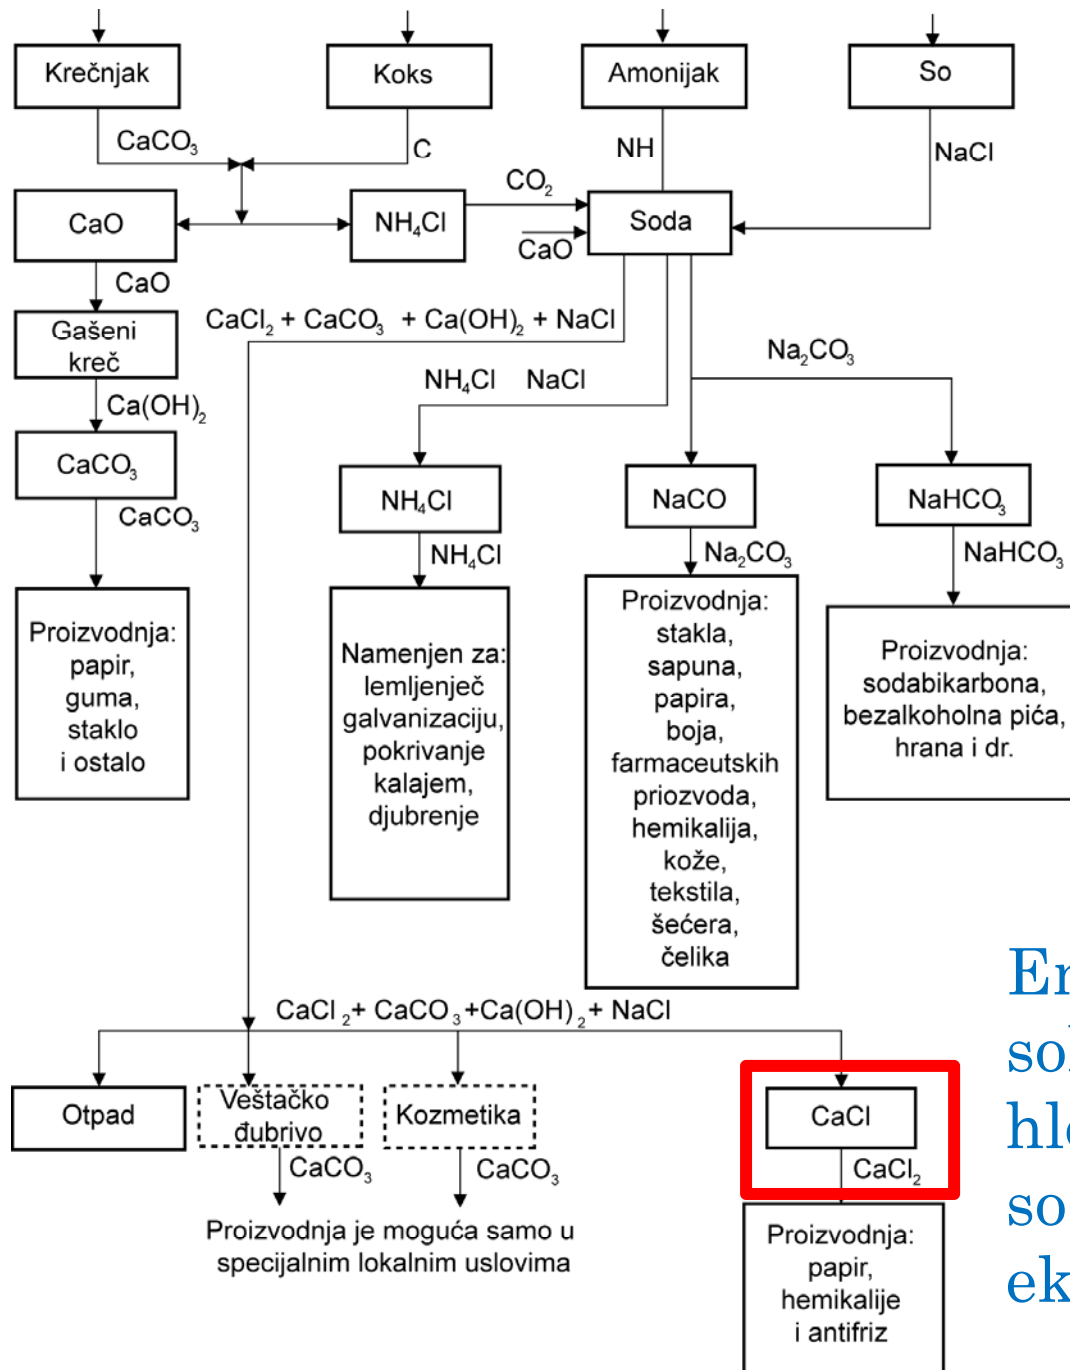 Krečnjak
Koks
Amonijak
So
CaCO₃
C
NH
NaCl
CO₂
CaO
NH₄Cl
Soda
CaO
CaO
Gašeni
kreč
CaCl₂ + CaCO₃ + Ca(OH)₂ + NaCl
Na₂CO₃
NH₄Cl NaCl
Ca(OH)₂
CaCO₃
NH₄Cl
NaCO
NaHCO₃
CaCO₃
NH₄Cl
Na₂CO₃
NaHCO₃
Proizvodnja:
papir,
guma,
staklo
i ostalo
Namenjen za:
lemljenječ
galvanizaciju,
pokrivanje
kalajem,
djubrenje
Proizvodnja:
stakla,
sapuna,
papira,
boja,
farmaceutskih
priozvoda,
hemikalija,
kože,
tekstila,
šećera,
čelika
Proizvodnja:
sodabikarbona,
bezalkoholna pića,
hrana i dr.
CaCl₂+ CaCO₃+Ca(OH)₂+ NaCl
Otpad
Veštačko
đubrivo
Kozmetika
CaCl
CaCO₃
CaCO₃
CaCl₂
Proizvodnja je moguća samo u
specijalnim lokalnim uslovima
Proizvodnja:
papir,
hemikalije
i antifriz
so